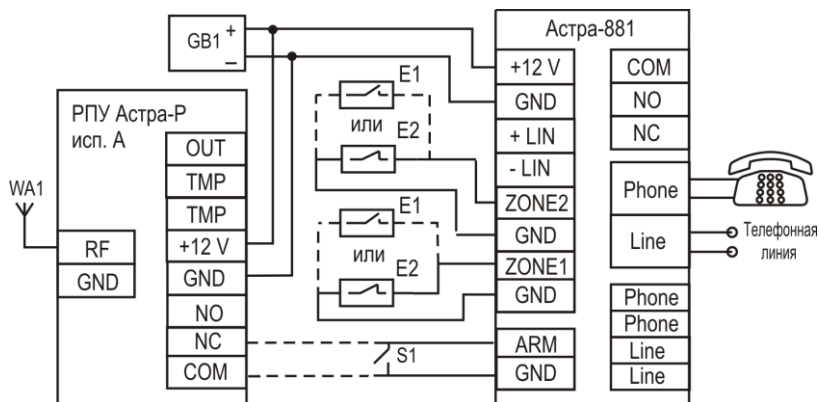 GB1
+
–
Астра-881
+12 V
GND
+ LIN
- LIN
ZONE2
GND
ZONE1
GND
ARM
GND
COM
NO
NC
Phone
Line
Phone
Phone
Line
Line
Телефонная
линия
E1
или
E2
E1
или
E2
S1
РПУ Астра-Р
исп. А
OUT
TMP
TMP
+12 V
GND
NO
NC
COM
WA1
RF
GND